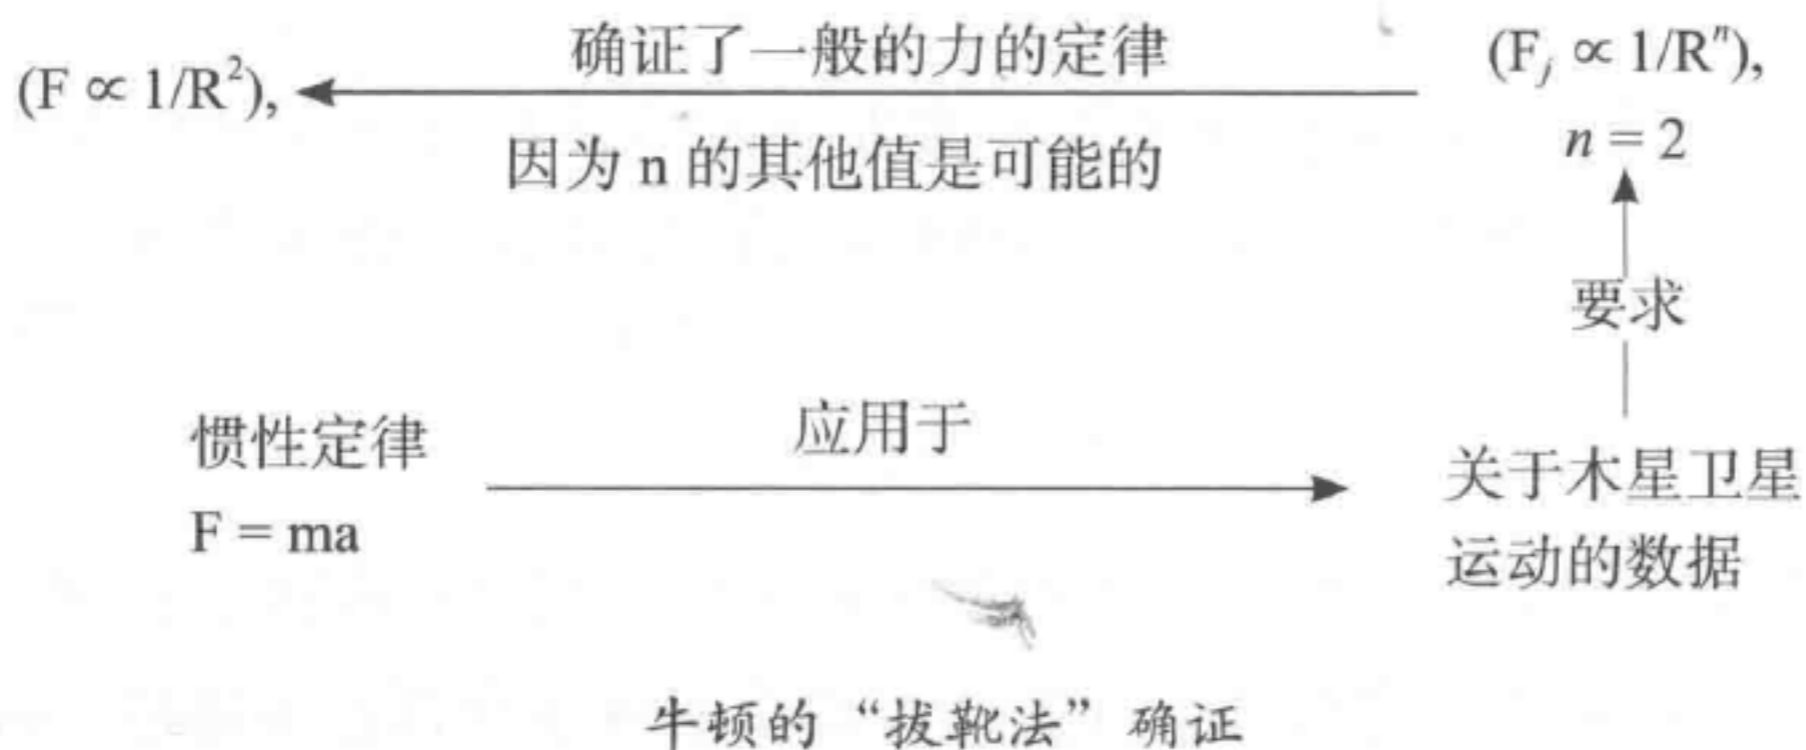 确证了一般的力的定律
(F ∝ 1/R²),
(Fⱼ ∝ 1/Rⁿ),
n = 2
因为 n 的其他值是可能的
要求
惯性定律
F = ma
应用于
关于木星卫星
运动的数据
牛顿的“拔靴法”确证